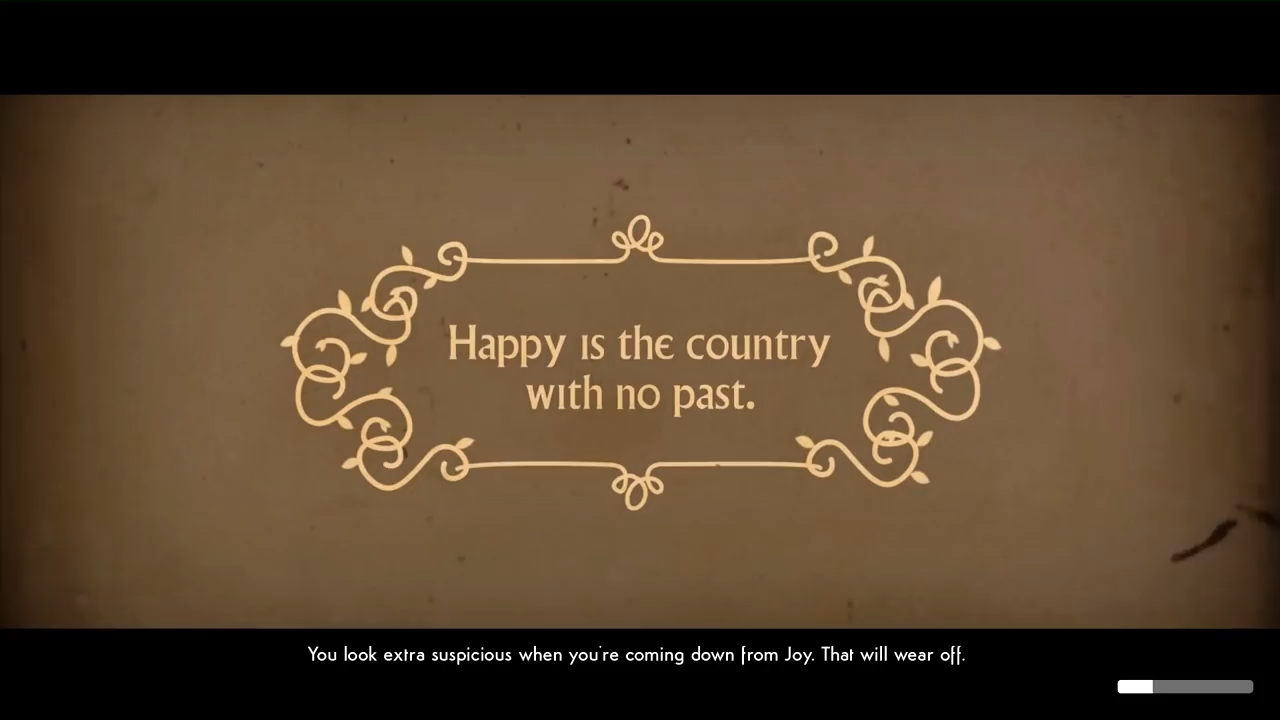 Happy is the country
with no past.
You look extra suspicious when you're coming down from Joy. That will wear off.